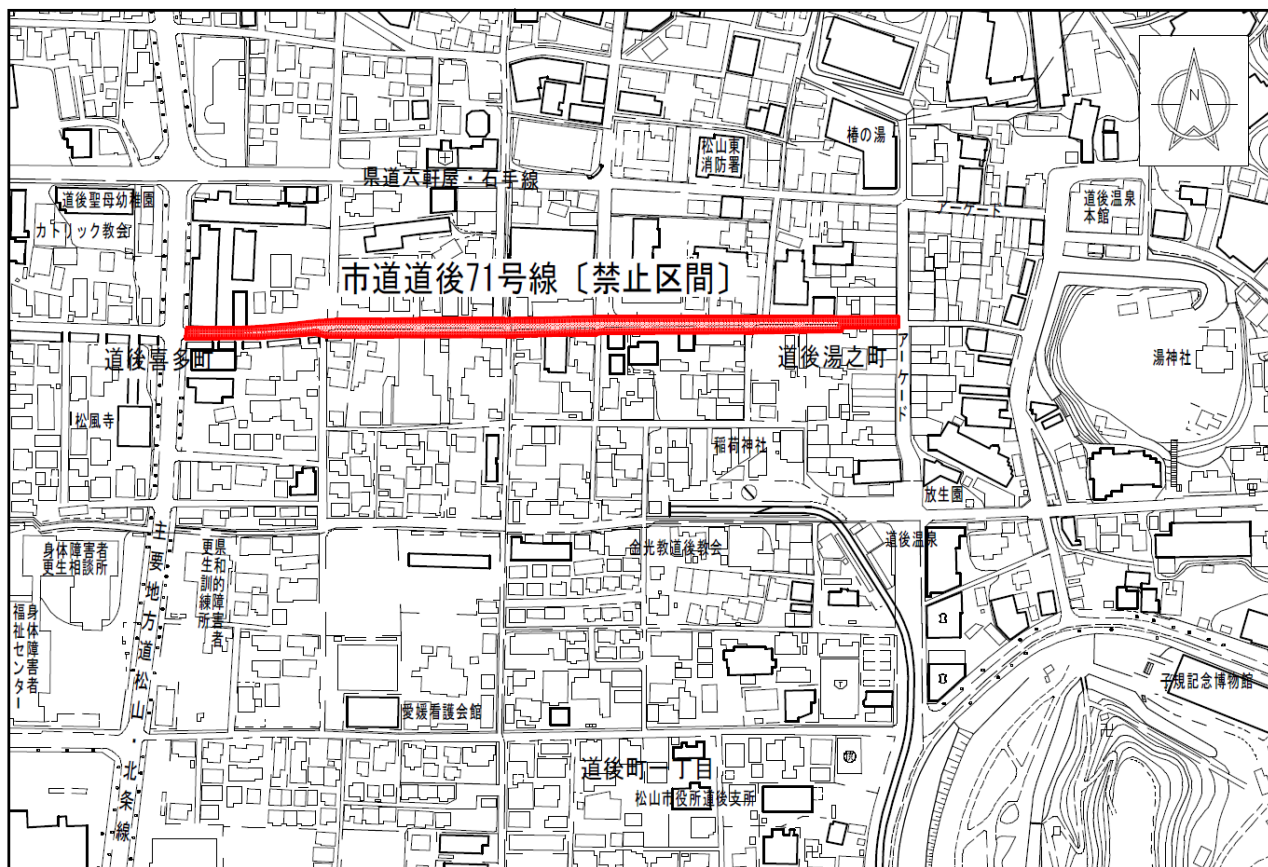 N
椿の湯
松山東
消防署
県道六軒屋・石手線
道後聖母幼稚園
カトリック教会
アーケート
道後温泉
本館
市道道後71号線〔禁止区間〕
道後喜多町
道後湯之町
アーケード
湯神社
松風寺
稲荷神社
放生園
道後温泉
金光教道後教会
身体障害者
更生相談所
県和的障害者
更生訓練所
主要地方道松山・北条線
身体障害者
福祉センター
愛媛看護会館
子規記念博物館
道後町一丁目
松山市役所道後支所